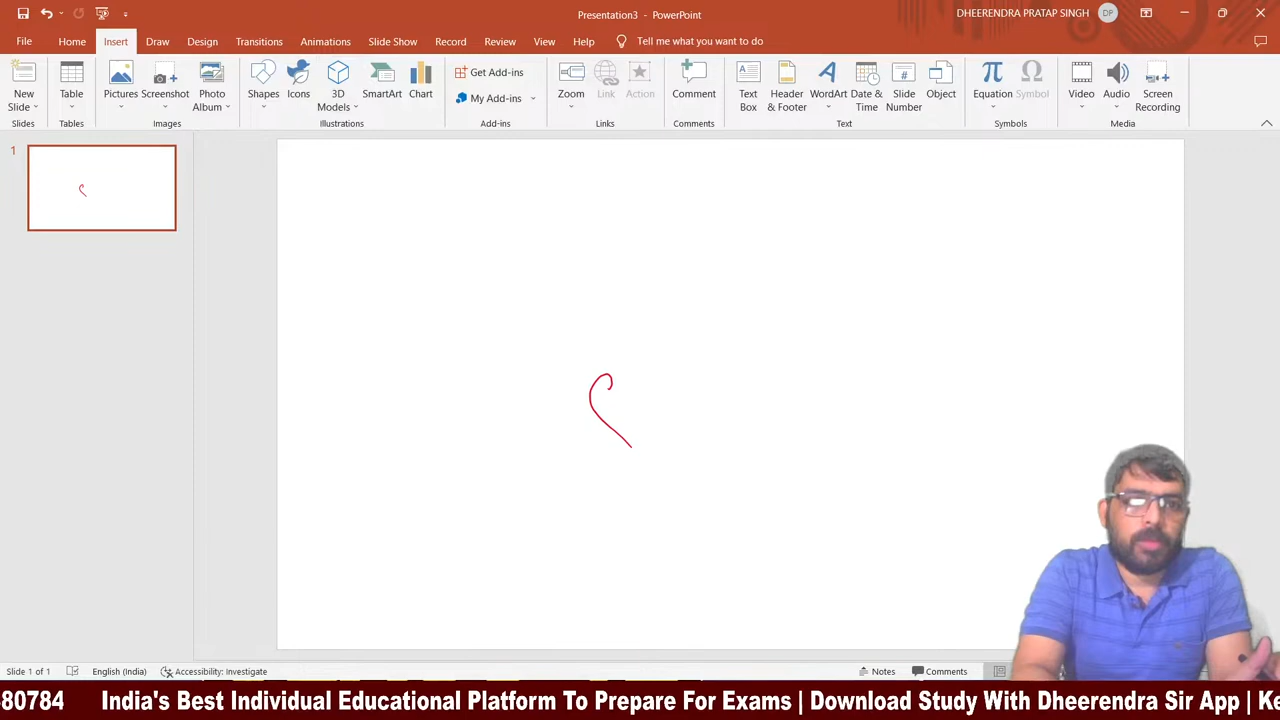 Presentation3 - PowerPoint
DHEERENDRA PRATAP SINGH
DP
File Home Insert Draw Design Transitions Animations Slide Show Record Review View Help Tell me what you want to do
New Slide
Table
Pictures
Screenshot
Photo Album
Shapes
Icons
3D Models
SmartArt
Chart
Get Add-ins
My Add-ins
Zoom
Link
Action
Comment
Text Box
Header & Footer
WordArt
Date & Time
Slide Number
Object
Equation
Symbol
Video
Audio
Screen Recording
Slides Tables Images Illustrations Add-ins Links Comments Text Symbols Media
1
Slide 1 of 1 English (India) Accessibility: Investigate Notes Comments
80784 India's Best Individual Educational Platform To Prepare For Exams | Download Study With Dheerendra Sir App | Ke